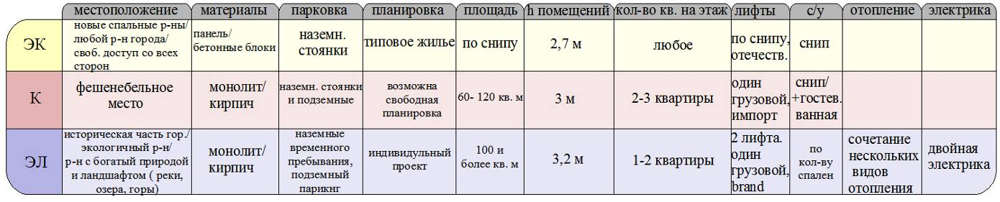 местоположение
материалы
парковка
планировка
площадь
h помещений
кол-во кв. на этаж
лифты
с/у
отопление
электрика
ЭК
новые спальные р-ны/
любой р-н города/
своб. доступ со всех
сторон
панель/
бетонные блоки
наземн.
стоянки
типовое жилье
по снипу
2,7 м
любое
по снипу,
отечеств.
снип
К
фешенебельное
место
монолит/
кирпич
наземн. стоянки
и подземные
возможна
свободная
планировка
60- 120 кв. м
3 м
2-3 квартиры
один
грузовой,
импорт
снип/
+гостев.
ванная
ЭЛ
историческая часть гор./
экологичный р-н/
р-н с богатый природой
и ландшафтом ( реки,
озера, горы)
монолит/
кирпич
наземные
временного
пребывания,
подземный
парикнг
индивидульный
проект
100 и
более кв. м
3,2 м
1-2 квартиры
2 лифта.
один
грузовой,
brand
по
кол-ву
спален
сочетание
нескольких
видов
отопления
двойная
электрика